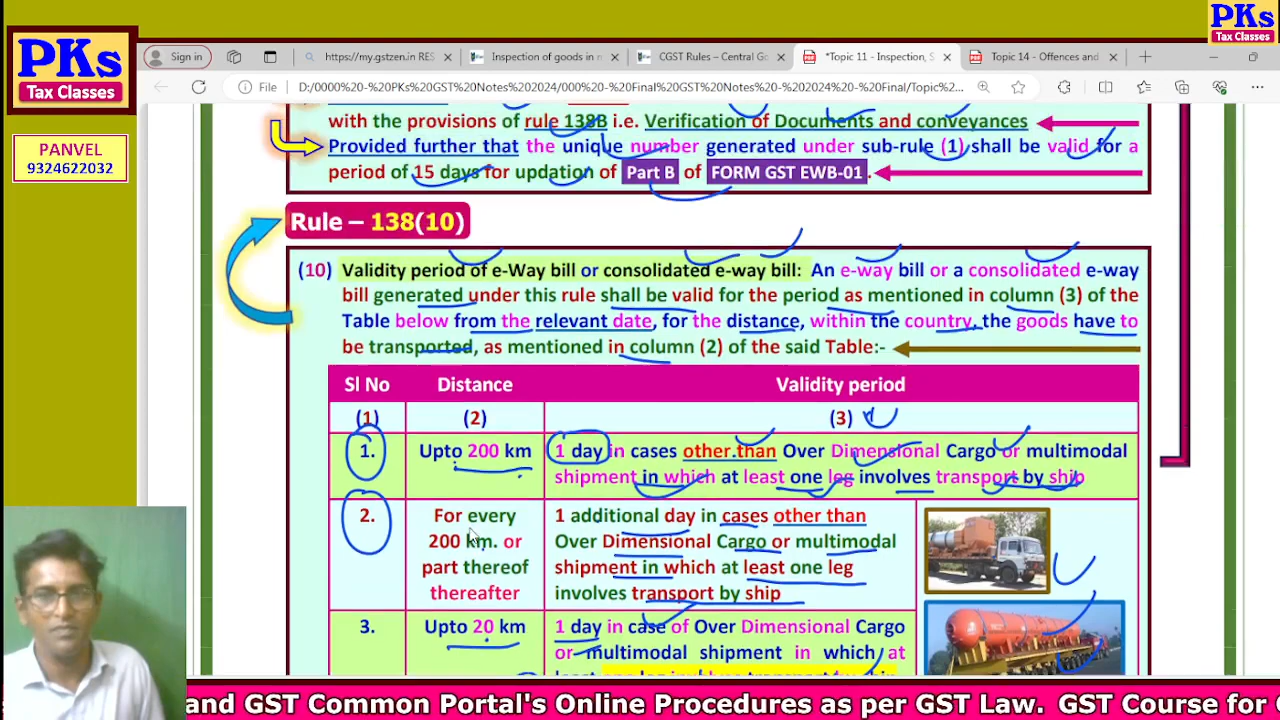 PKs
Tax Classes
PANVEL
9324622032
PKs
Tax Classes
Sign in
https://my.gstzen.in RES
Inspection of goods in m
CGST Rules – Central Go
*Topic 11 - Inspection, S
Topic 14 - Offences and
File
D:/0000%20-%20PKs%20GST%20Notes%202024/000%20-%20Final%20GST%20Notes%20-%202024%20-%20Final/Topic...
with the provisions of rule 138B i.e. Verification of Documents and conveyances
Provided further that the unique number generated under sub-rule (1) shall be valid for a
period of 15 days for updation of Part B of FORM GST EWB-01.
Rule – 138(10)
(10) Validity period of e-Way bill or consolidated e-way bill: An e-way bill or a consolidated e-way
bill generated under this rule shall be valid for the period as mentioned in column (3) of the
Table below from the relevant date, for the distance, within the country, the goods have to
be transported, as mentioned in column (2) of the said Table:-
Sl No Distance Validity period
(1) (2) (3)
1. Upto 200 km 1 day in cases other than Over Dimensional Cargo or multimodal
shipment in which at least one leg involves transport by ship
2. For every 1 additional day in cases other than
200 km. or Over Dimensional Cargo or multimodal
part thereof shipment in which at least one leg
thereafter involves transport by ship
3. Upto 20 km 1 day in case of Over Dimensional Cargo
or multimodal shipment in which at
and GST Common Portal's Online Procedures as per GST Law. GST Course for